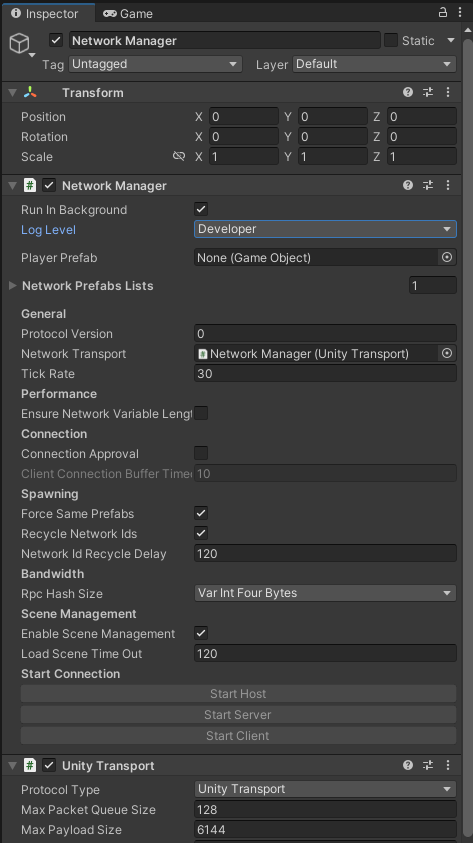 Inspector Game
Network Manager Static
Tag Untagged Layer Default
Transform
Position X 0 Y 0 Z 0
Rotation X 0 Y 0 Z 0
Scale X 1 Y 1 Z 1
# Network Manager
Run In Background
Log Level Developer
Player Prefab None (Game Object)
Network Prefabs Lists 1
General
Protocol Version 0
Network Transport # Network Manager (Unity Transport)
Tick Rate 30
Performance
Ensure Network Variable Lengt
Connection
Connection Approval
Client Connection Buffer Timeo 10
Spawning
Force Same Prefabs
Recycle Network Ids
Network Id Recycle Delay 120
Bandwidth
Rpc Hash Size Var Int Four Bytes
Scene Management
Enable Scene Management
Load Scene Time Out 120
Start Connection
Start Host
Start Server
Start Client
# Unity Transport
Protocol Type Unity Transport
Max Packet Queue Size 128
Max Payload Size 6144